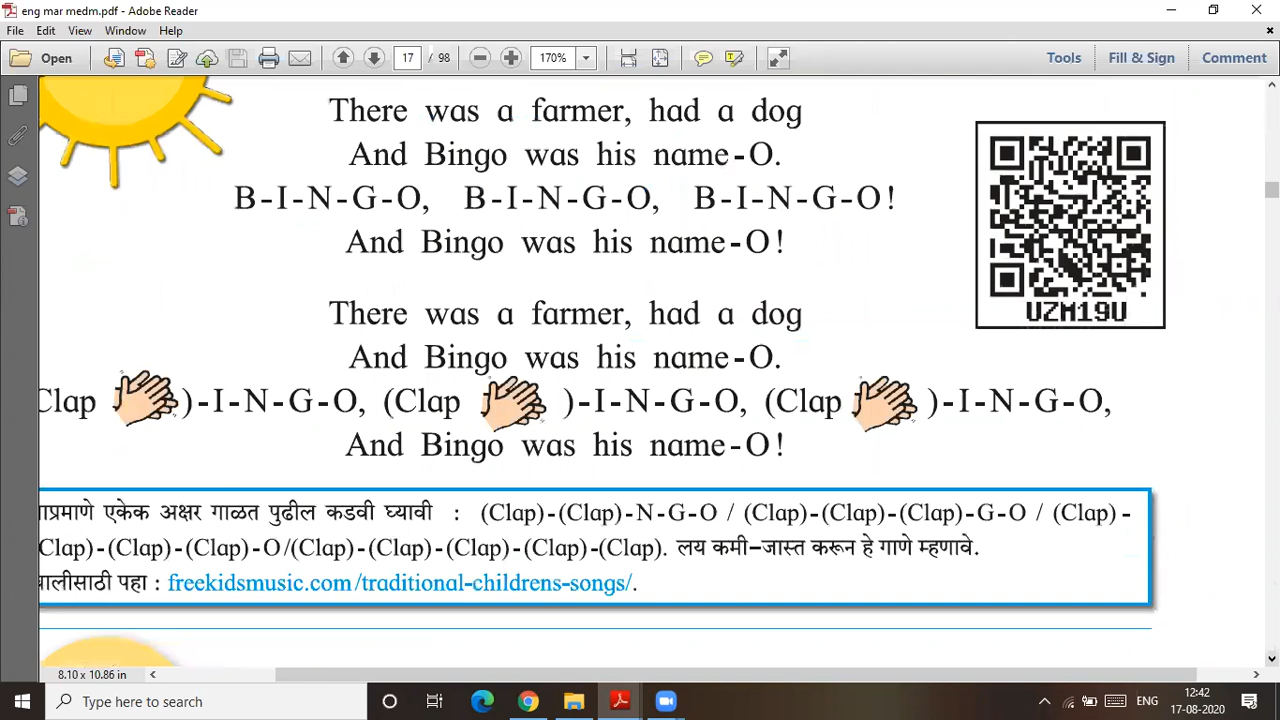 eng mar medm.pdf - Adobe Reader
File Edit View Window Help
Open 17 / 98 170% Tools Fill & Sign Comment
There was a farmer, had a dog
And Bingo was his name-O.
B-I-N-G-O, B-I-N-G-O, B-I-N-G-O!
And Bingo was his name-O!
UZM19U
There was a farmer, had a dog
And Bingo was his name-O.
Clap )-I-N-G-O, (Clap )-I-N-G-O, (Clap )-I-N-G-O,
And Bingo was his name-O!
प्रमाणे एकेक अक्षर गाळत पुढील कडवी घ्यावी : (Clap)-(Clap)-N-G-O / (Clap)-(Clap)-(Clap)-G-O / (Clap) -
Clap)-(Clap)-(Clap)-O/(Clap)-(Clap)-(Clap)-(Clap)-(Clap). लय कमी-जास्त करून हे गाणे म्हणावे.
पहा : freekidsmusic.com/traditional-childrens-songs/.
8.10 x 10.86 in
Type here to search
ENG
12:42
17-08-2020